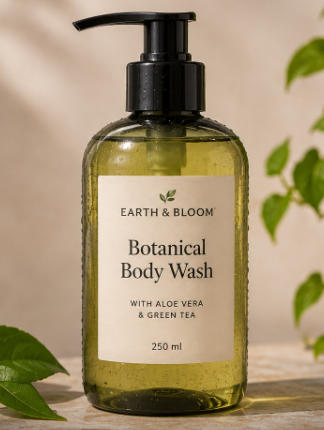 EARTH & BLOOM
Botanical
Body Wash
WITH ALOE VERA
& GREEN TEA
250 ml